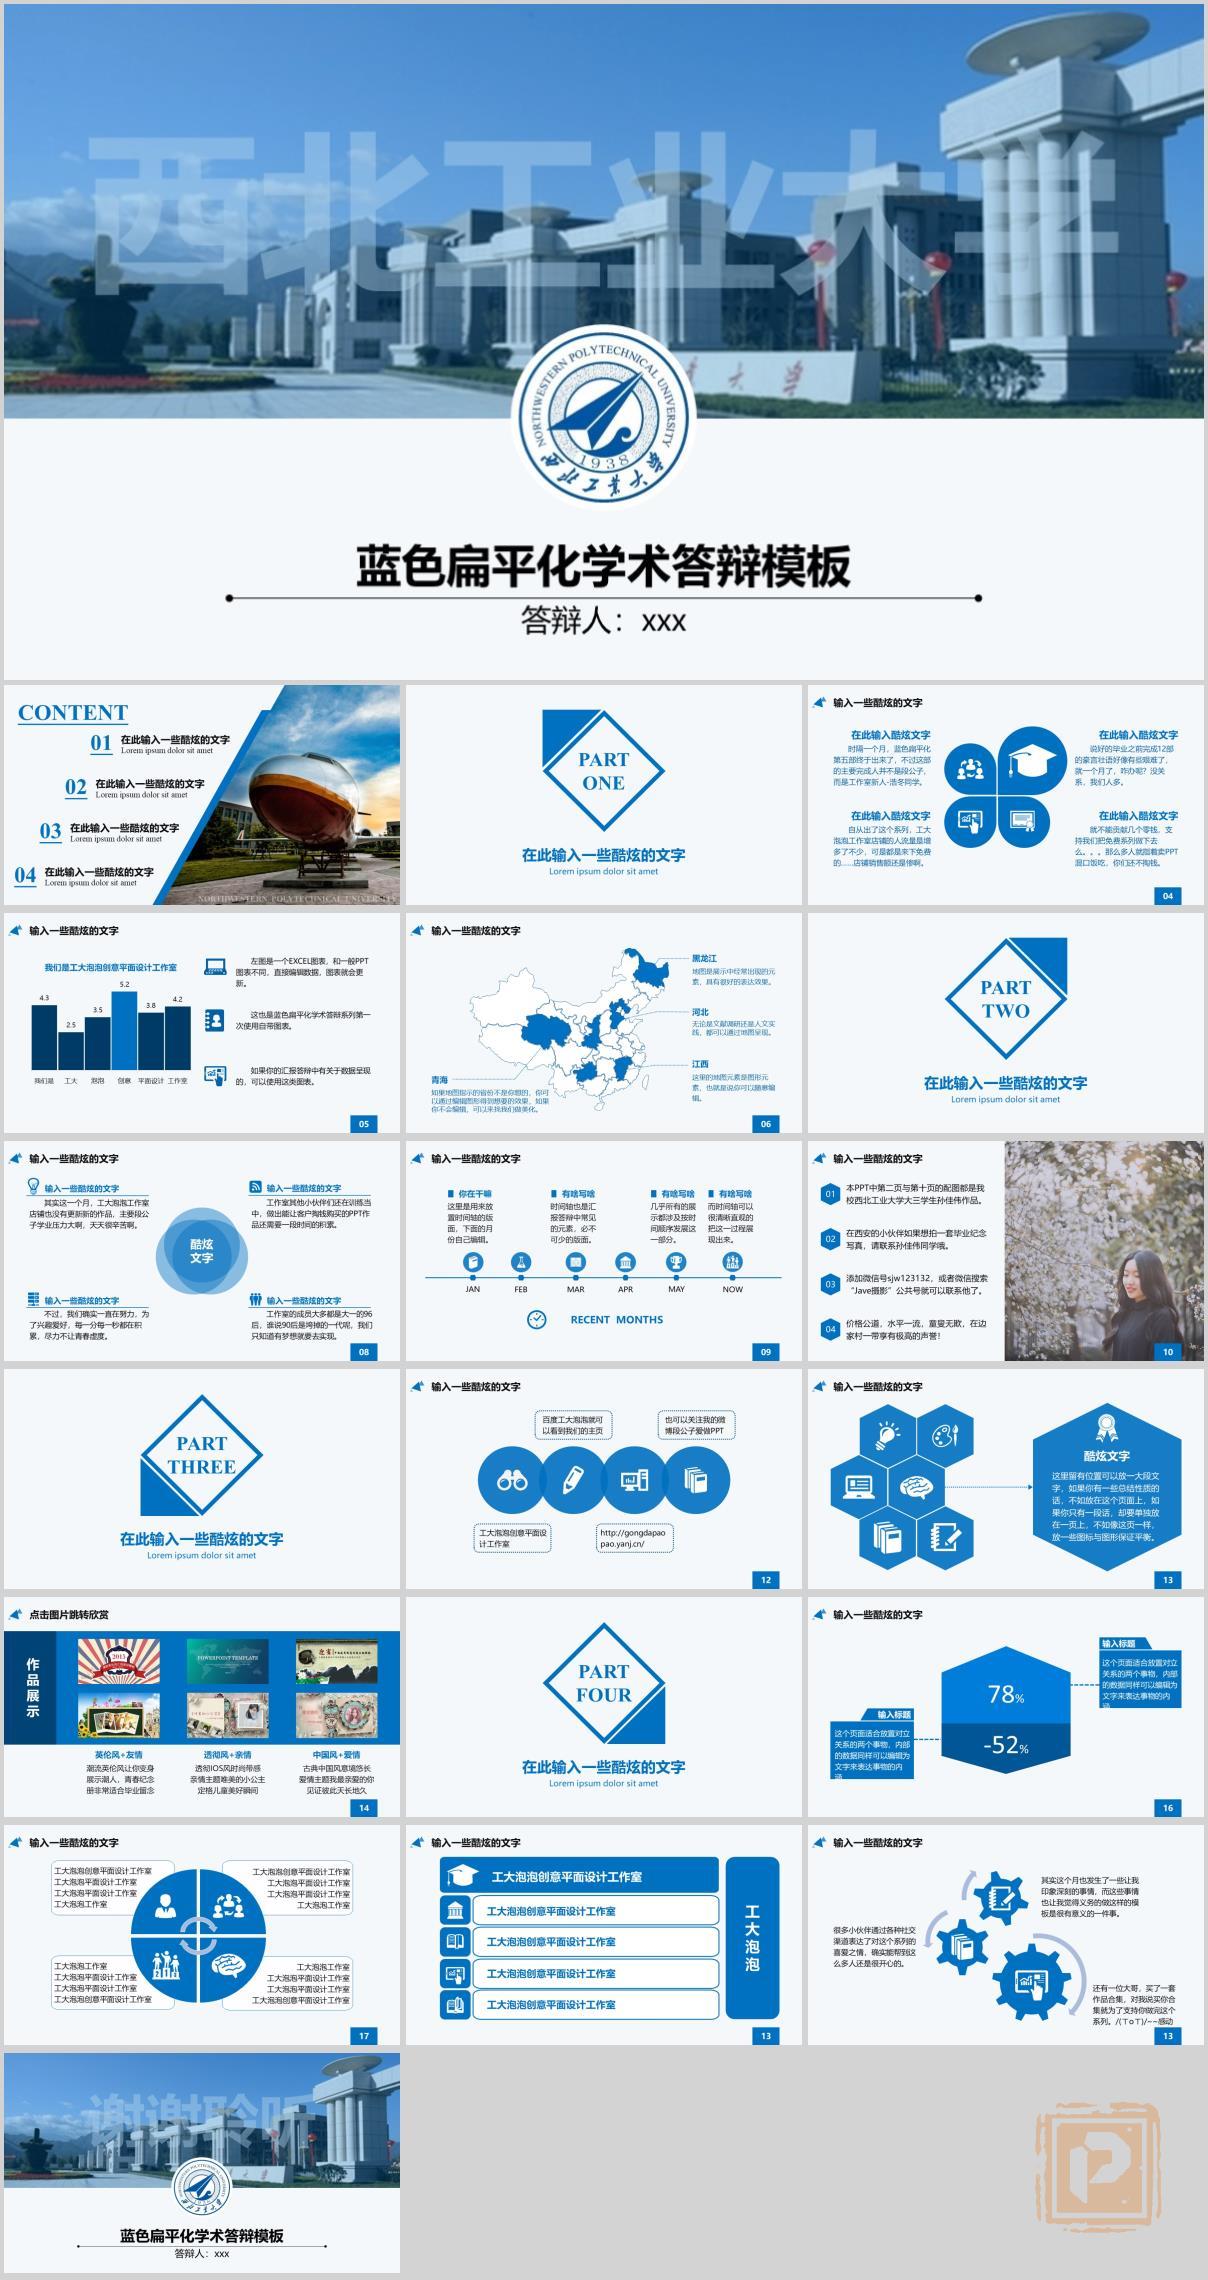 西北工业大学
NORTHWESTERN POLYTECHNICAL UNIVERSITY
1938
西北工业大学
蓝色扁平化学术答辩模板
答辩人：xxx
CONTENT
01 在此输入一些酷炫的文字
Lorem ipsum dolor sit amet
02 在此输入一些酷炫的文字
Lorem ipsum dolor sit amet
03 在此输入一些酷炫的文字
Lorem ipsum dolor sit amet
04 在此输入一些酷炫的文字
Lorem ipsum dolor sit amet
NORTHWESTERN POLYTECHNICAL UNIVERSITY
PART
ONE
在此输入一些酷炫的文字
Lorem ipsum dolor sit amet
输入一些酷炫的文字
在此输入酷炫文字
时隔一个月，蓝色扁平化
第五部终于出来了，不过这部
的主要完成人并不是段公子，
而是工作室新人-浩冬同学。
在此输入酷炫文字
说好的毕业之前完成12部
的豪言壮语好像有些艰难了，
就一个月了，咋办呢？没关
系，我们人多。
在此输入酷炫文字
自从出了这个系列，工大
泡泡工作室店铺的人流量是增
多了不少，可是都是来下免费
的......店铺销售额还是惨啊。
在此输入酷炫文字
就不能贡献几个零钱，支
持我们把免费系列做下去
么。。。那么多人就指着卖PPT
混口饭吃，你们还不掏钱。
04
输入一些酷炫的文字
我们是工大泡泡创意平面设计工作室
4.3
2.5
3.5
5.2
3.8
4.2
我们是 工大 泡泡 创意 平面设计 工作室
左图是一个EXCEL图表，和一般PPT
图表不同，直接编辑数据，图表就会更
新。
这也是蓝色扁平化学术答辩系列第一
次使用自带图表。
如果你的汇报答辩中有关于数据呈现
的，可以使用这类图表。
05
输入一些酷炫的文字
黑龙江
地图是展示中经常出现的元
素，具有很好的表达效果。
河北
无论是文献调研还是人文实
践，都可以通过地图呈现。
江西
这里的地图元素是图形元
素，也就是说你可以随意编
辑。
青海
如果地图指示的省份不是你想的，你可
以通过编辑图形得到想要的效果，如果
你不会编辑，可以来找我们做美化。
06
PART
TWO
在此输入一些酷炫的文字
Lorem ipsum dolor sit amet
输入一些酷炫的文字
输入一些酷炫的文字
其实这一个月，工大泡泡工作室
店铺也没有更新新的作品，主要段公
子学业压力大啊，天天很辛苦啊。
输入一些酷炫的文字
工作室其他小伙伴们还在训练当
中，做出能让客户掏钱购买的PPT作
品还需要一段时间的积累。
酷炫
文字
输入一些酷炫的文字
不过，我们确实一直在努力，为
了兴趣爱好，每一分每一秒都在积
累，尽力不让青春虚度。
输入一些酷炫的文字
工作室的成员大多都是大一的96
后，谁说90后是垮掉的一代呢，我们
只知道有梦想就要去实现。
08
输入一些酷炫的文字
你在干嘛
这里是用来放
置时间轴的版
面，下面的月
份自己编辑。
有啥写啥
时间轴也是汇
报答辩中常见
的元素，必不
可少的版面。
有啥写啥
几乎所有的展
示都涉及按时
间顺序发展这
一部分。
有啥写啥
而时间轴可以
很清晰直观的
把这一过程展
现出来。
JAN FEB MAR APR MAY NOW
RECENT MONTHS
09
输入一些酷炫的文字
01 本PPT中第二页与第十页的配图都是我
校西北工业大学大三学生孙佳伟作品。
02 在西安的小伙伴如果想拍一套毕业纪念
写真，请联系孙佳伟同学哦。
03 添加微信号sjw123132，或者微信搜索
“Jave摄影”公共号就可以联系他了。
04 价格公道，水平一流，童叟无欺，在边
家村一带享有极高的声誉！
10
PART
THREE
在此输入一些酷炫的文字
Lorem ipsum dolor sit amet
输入一些酷炫的文字
百度工大泡泡就可
以看到我们的主页
也可以关注我的微
博段公子爱做PPT
工大泡泡创意平面设
计工作室
http://gongdapao
pao.yanj.cn/
12
输入一些酷炫的文字
酷炫文字
这里留有位置可以放一大段文
字，如果你有一些总结性质的
话，不如放在这个页面上，如
果你只有一段话，却要单独放
在一页上，不如像这页一样，
放一些图标与图形保证平衡。
13
点击图片跳转欣赏
作品展示
2015
POWERPOINT TEMPLATE
英伦风+友情
潮流英伦风让你变身
展示潮人，青春纪念
册非常适合毕业留念
透彻风+亲情
透彻IOS风时尚带感
亲情主题唯美的小公主
定格儿童美好瞬间
中国风+爱情
古典中国风意境悠长
爱情主题我最亲爱的你
见证彼此天长地久
14
PART
FOUR
在此输入一些酷炫的文字
Lorem ipsum dolor sit amet
输入一些酷炫的文字
输入标题
这个页面适合放置对立
关系的两个事物，内部
的数据同样可以编辑为
文字来表达事物的内
涵
78%
-52%
输入标题
这个页面适合放置对立
关系的两个事物，内部
的数据同样可以编辑为
文字来表达事物的内
涵
16
输入一些酷炫的文字
工大泡泡创意平面设计工作室
工大泡泡创意平面设计工作室
工大泡泡创意平面设计
工大泡泡工作室
工大泡泡创意平面设计工作室
工大泡泡创意平面设计
工大泡泡创意平面设计
工大泡泡工作室
工大泡泡工作室
工大泡泡创意平面设计
工大泡泡创意平面设计
工大泡泡创意平面设计工作室
工大泡泡工作室
工大泡泡创意平面设计
工大泡泡创意平面设计
工大泡泡创意平面设计工作室
17
输入一些酷炫的文字
工大泡泡创意平面设计工作室
工大泡泡创意平面设计工作室
工大泡泡创意平面设计工作室
工大泡泡创意平面设计工作室
工大泡泡创意平面设计工作室
工大泡泡
13
输入一些酷炫的文字
其实这个月也发生了一些让我
印象深刻的事情，而这些事情
也让我觉得义务的做这样的模
板是很有意义的一件事。
很多小伙伴通过各种社交
渠道表达了对这个系列的
喜爱之情，确实能帮到这
么多人还是很开心的。
还有一位大哥，买了一套
作品合集，对我说买你合
集就为了支持你做完这个
系列。/(ToT)/~~感动
13
谢谢聆听
蓝色扁平化学术答辩模板
答辩人：xxx